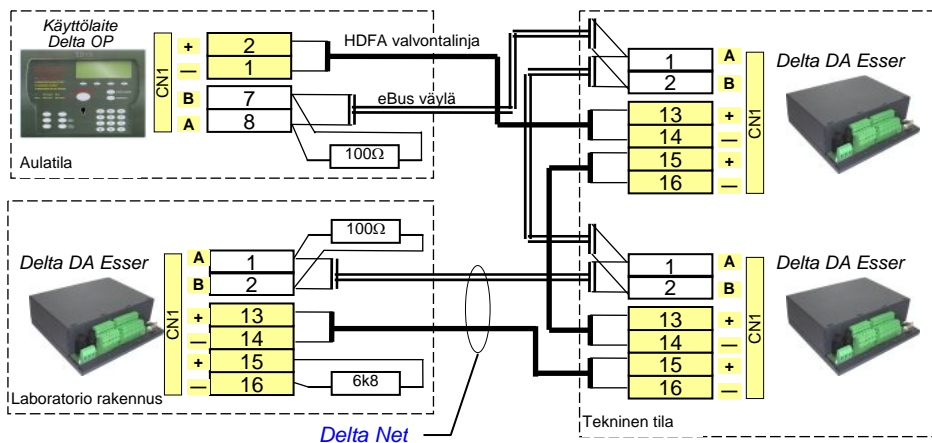 Käyttölaite
Delta OP
CN1
+
2
—
1
B
7
A
8
100Ω
Aulatila
HDFA valvontalinja
eBus väylä
1
A
2
B
13
+
14
—
15
+
16
—
CN1
Delta DA Esser
Delta DA Esser
CN1
A
1
B
2
+
13
—
14
+
15
—
16
100Ω
6k8
Laboratorio rakennus
Delta Net
1
A
2
B
13
+
14
—
15
+
16
—
CN1
Delta DA Esser
Tekninen tila